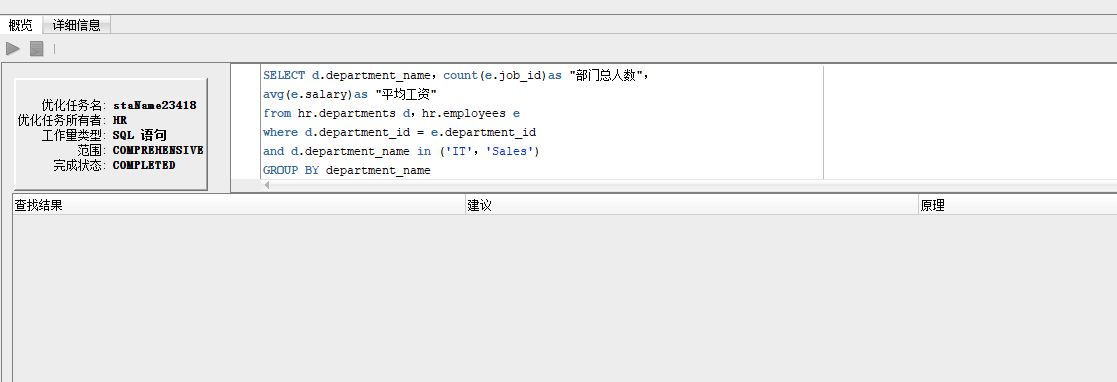 概览 详细信息
优化任务名: staName23418
优化任务所有者: HR
工作量类型: SQL 语句
范围: COMPREHENSIVE
完成状态: COMPLETED
SELECT d.department_name，count(e.job_id)as "部门总人数"，
avg(e.salary)as "平均工资"
from hr.departments d，hr.employees e
where d.department_id = e.department_id
and d.department_name in ('IT'，'Sales')
GROUP BY department_name
查找结果 建议 原理